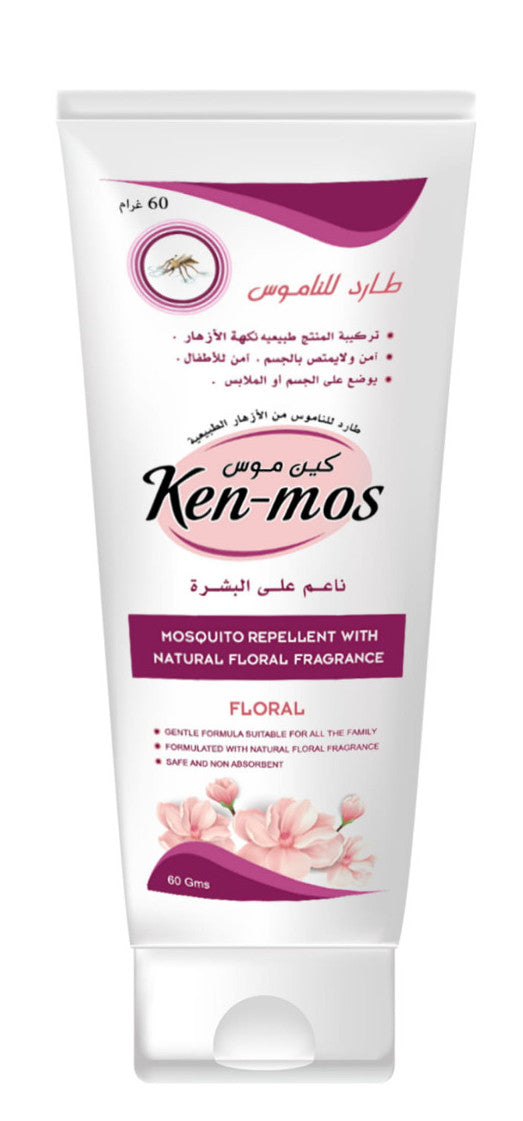 60 غرام
طارد للناموس
• تركيبة المنتج طبيعيه نكهة الأزهار .
• آمن ولايمتص بالجسم . آمن للأطفال .
• يوضع على الجسم أو الملابس .
طارد للناموس من الأزهار الطبيعية
كين موس
Ken-mos
ناعم على البشرة
MOSQUITO REPELLENT WITH
NATURAL FLORAL FRAGRANCE
FLORAL
• GENTLE FORMULA SUITABLE FOR ALL THE FAMILY
• FORMULATED WITH NATURAL FLORAL FRAGRANCE
• SAFE AND NON ABSORBENT
60 Gms